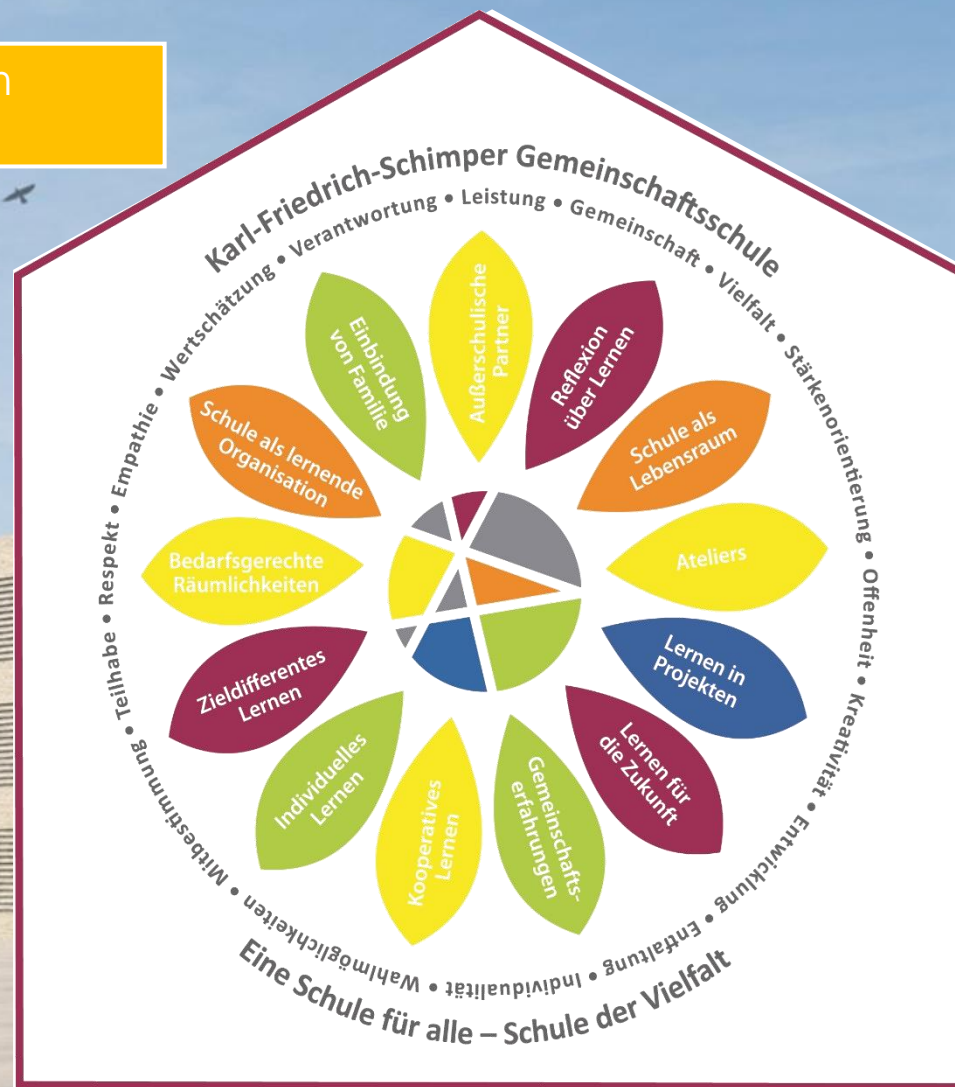 n
Karl-Friedrich-Schimper Gemeinschaftsschule
Teilhabe • Respekt • Empathie • Wertschätzung • Verantwortung • Leistung • Gemeinschaft • Vielfalt • Stärkenorientierung • Offenheit • Kreativität • Entwicklung • Entfaltung • Individualität • Wahlmöglichkeiten • Mitbestimmung •
Außerschulische
Partner
Reflexion
über Lernen
Schule als
Lebensraum
Ateliers
Lernen in
Projekten
Lernen für
die Zukunft
Gemeinschafts-
erfahrungen
Kooperatives
Lernen
Individuelles
Lernen
Zieldifferentes
Lernen
Bedarfsgerechte
Räumlichkeiten
Schule als lernende
Organisation
Einbindung
von Familie
Eine Schule für alle – Schule der Vielfalt